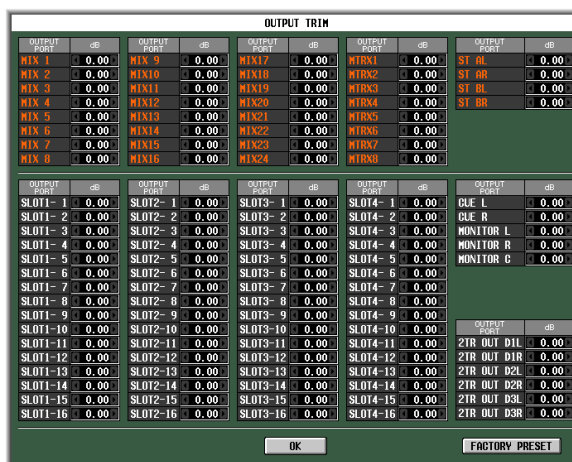 OUTPUT TRIM
OUTPUT PORT dB OUTPUT PORT dB OUTPUT PORT dB OUTPUT PORT dB OUTPUT PORT dB
MIX 1 0.00 MIX 9 0.00 MIX17 0.00 MTRX1 0.00 ST AL 0.00
MIX 2 0.00 MIX10 0.00 MIX18 0.00 MTRX2 0.00 ST AR 0.00
MIX 3 0.00 MIX11 0.00 MIX19 0.00 MTRX3 0.00 ST BL 0.00
MIX 4 0.00 MIX12 0.00 MIX20 0.00 MTRX4 0.00 ST BR 0.00
MIX 5 0.00 MIX13 0.00 MIX21 0.00 MTRX5 0.00
MIX 6 0.00 MIX14 0.00 MIX22 0.00 MTRX6 0.00
MIX 7 0.00 MIX15 0.00 MIX23 0.00 MTRX7 0.00
MIX 8 0.00 MIX16 0.00 MIX24 0.00 MTRX8 0.00
OUTPUT PORT dB OUTPUT PORT dB OUTPUT PORT dB OUTPUT PORT dB OUTPUT PORT dB
SLOT1- 1 0.00 SLOT2- 1 0.00 SLOT3- 1 0.00 SLOT4- 1 0.00 CUE L 0.00
SLOT1- 2 0.00 SLOT2- 2 0.00 SLOT3- 2 0.00 SLOT4- 2 0.00 CUE R 0.00
SLOT1- 3 0.00 SLOT2- 3 0.00 SLOT3- 3 0.00 SLOT4- 3 0.00 MONITOR L 0.00
SLOT1- 4 0.00 SLOT2- 4 0.00 SLOT3- 4 0.00 SLOT4- 4 0.00 MONITOR R 0.00
SLOT1- 5 0.00 SLOT2- 5 0.00 SLOT3- 5 0.00 SLOT4- 5 0.00 MONITOR C 0.00
SLOT1- 6 0.00 SLOT2- 6 0.00 SLOT3- 6 0.00 SLOT4- 6 0.00
SLOT1- 7 0.00 SLOT2- 7 0.00 SLOT3- 7 0.00 SLOT4- 7 0.00
SLOT1- 8 0.00 SLOT2- 8 0.00 SLOT3- 8 0.00 SLOT4- 8 0.00
SLOT1- 9 0.00 SLOT2- 9 0.00 SLOT3- 9 0.00 SLOT4- 9 0.00
SLOT1-10 0.00 SLOT2-10 0.00 SLOT3-10 0.00 SLOT4-10 0.00 OUTPUT PORT dB
SLOT1-11 0.00 SLOT2-11 0.00 SLOT3-11 0.00 SLOT4-11 0.00 2TR OUT D1L 0.00
SLOT1-12 0.00 SLOT2-12 0.00 SLOT3-12 0.00 SLOT4-12 0.00 2TR OUT D1R 0.00
SLOT1-13 0.00 SLOT2-13 0.00 SLOT3-13 0.00 SLOT4-13 0.00 2TR OUT D2L 0.00
SLOT1-14 0.00 SLOT2-14 0.00 SLOT3-14 0.00 SLOT4-14 0.00 2TR OUT D2R 0.00
SLOT1-15 0.00 SLOT2-15 0.00 SLOT3-15 0.00 SLOT4-15 0.00 2TR OUT D3L 0.00
SLOT1-16 0.00 SLOT2-16 0.00 SLOT3-16 0.00 SLOT4-16 0.00 2TR OUT D3R 0.00
OK FACTORY PRESET